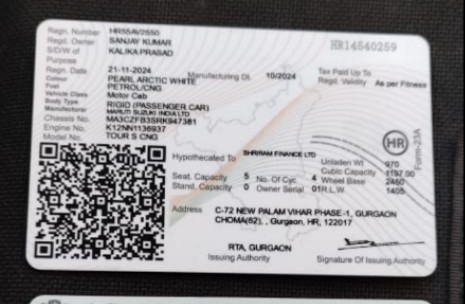 Regn. Number HR55AV2550
Regd. Owner SANJAY KUMAR
S/D/W of KALIKA PRASAD
HR14540259
Purpose
Regn. Date 21-11-2024 Manufacturing Dt. 10/2024 Tax Paid Up To
Colour PEARL ARCTIC WHITE Regd. Validity As per Fitness
Fuel PETROL/CNG
Vehicle Class Motor Cab
Body Type RIGID (PASSENGER CAR)
Manufacturer MARUTI SUZUKI INDIA LTD
Chassis No. MA3CZFB3SRK947381
Engine No. K12NN1136937
Model No. TOUR S CNG
HR
Form-23A
Hypothecated To SHRIRAM FINANCE LTD
Unladen Wt 970
Seat. Capacity 5 No. Of Cyc 4 Cubic Capacity 1197.00
Wheel Base 2450
Stand. Capacity 0 Owner Serial 01 R.L.W. 1405
Address C-72 NEW PALAM VIHAR PHASE-1, GURGAON
CHOMA(62), , Gurgaon, HR, 122017
RTA, GURGAON
Issuing Authority
Signature Of Issuing Authority